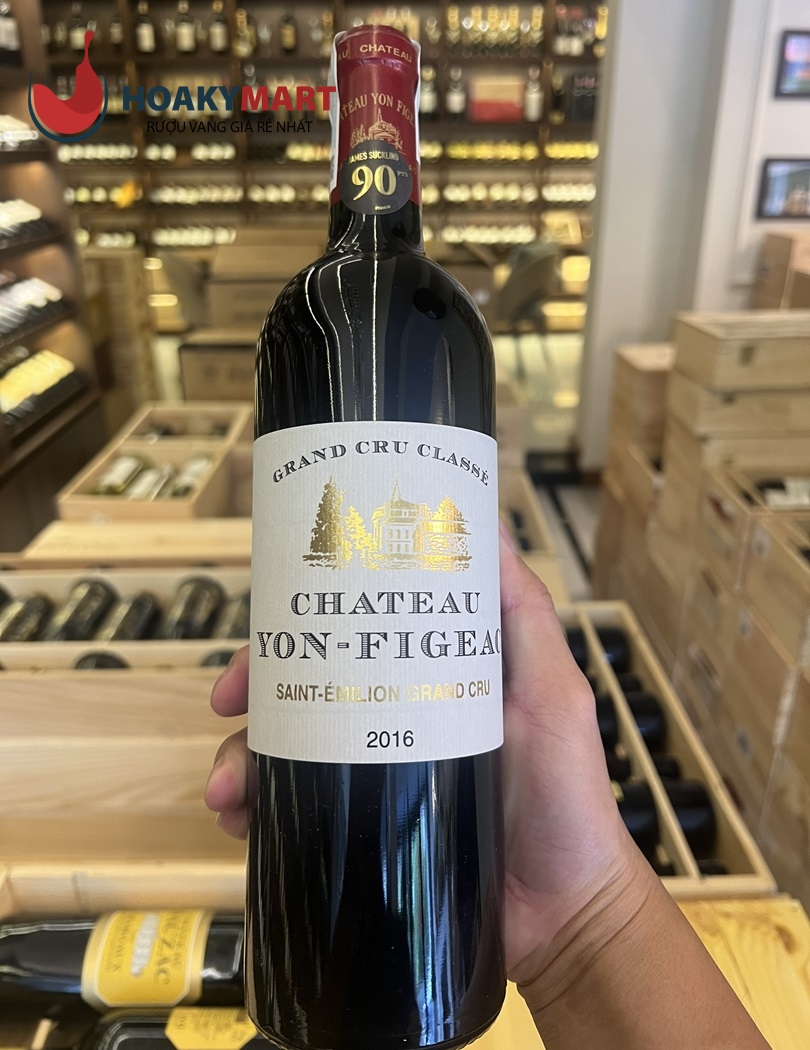 HOAKYMART
RƯỢU VANG GIÁ RẺ NHẤT
CHATEAU
CHATEAU YON FIGEAC
JAMES SUCKLING
90 PTS
GRAND CRU CLASSÉ
CHATEAU
YON-FIGEAC
SAINT-ÉMILION GRAND CRU
2016